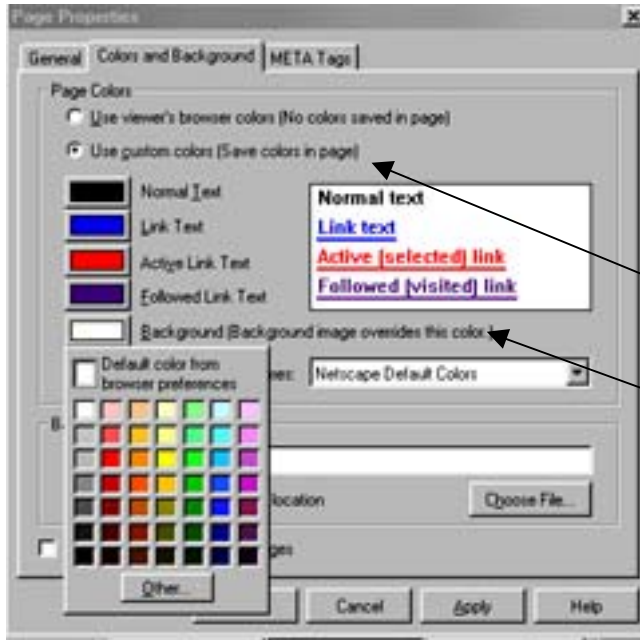 Page Properties
General Colors and Background META Tags
Page Colors
Use viewer's browser colors (No colors saved in page)
Use custom colors (Save colors in page)
Normal Text
Link Text
Active Link Text
Followed Link Text
Normal text
Link text
Active (selected) link
Followed (visited) link
Background (Background image overrides this color.)
Default color from
browser preferences
Netscape Default Colors
location
Choose File...
Other...
Cancel Apply Help